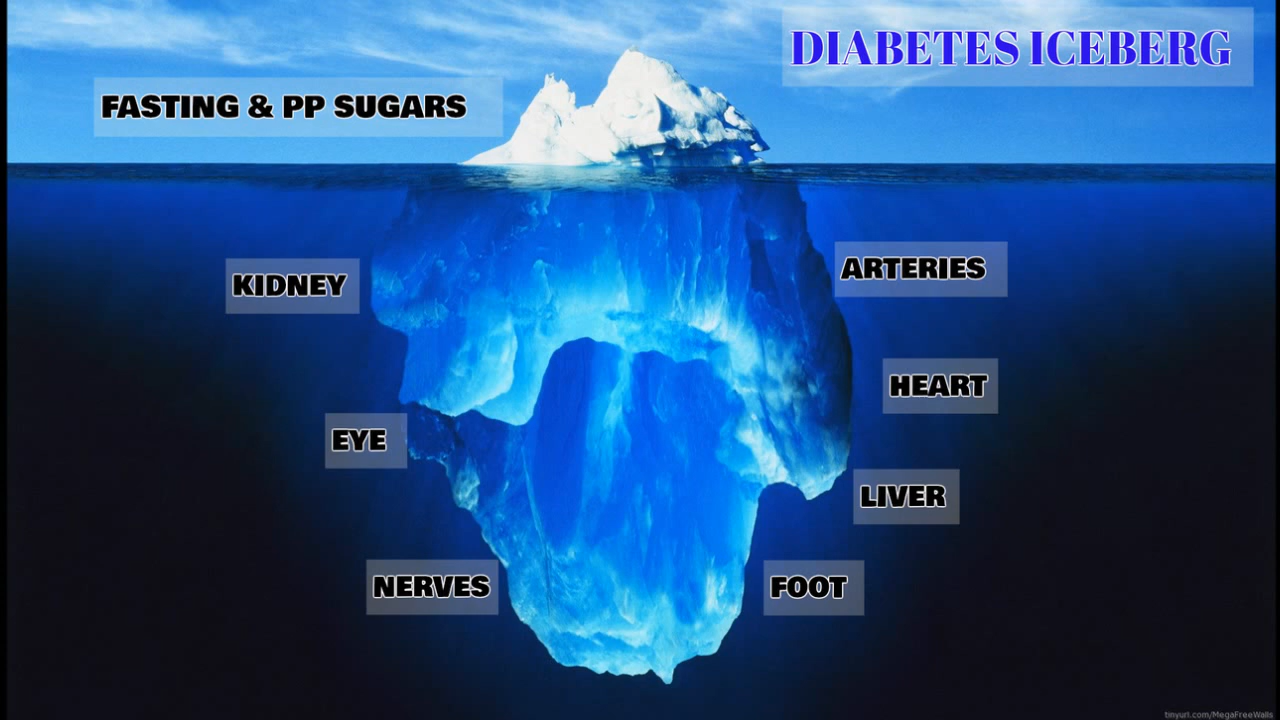 DIABETES ICEBERG
FASTING & PP SUGARS
KIDNEY
ARTERIES
HEART
EYE
LIVER
NERVES
FOOT
tinyurl.com/MegaFreeWalls